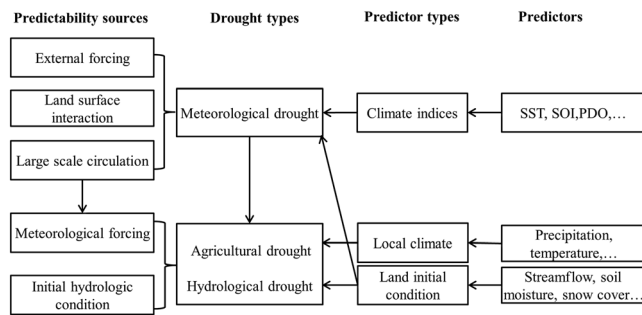 Predictability sources
Drought types
Predictor types
Predictors
External forcing
Land surface
interaction
Large scale circulation
Meteorological drought
Climate indices
SST, SOI,PDO,…
Meteorological forcing
Initial hydrologic
condition
Agricultural drought
Hydrological drought
Local climate
Land initial
condition
Precipitation,
temperature,…
Streamflow, soil
moisture, snow cover…